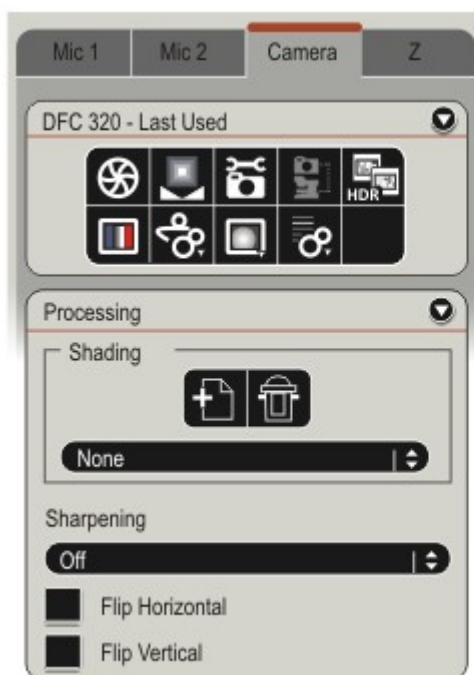 Mic 1 Mic 2 Camera Z
DFC 320 - Last Used
HDR
Processing
Shading
None
Sharpening
Off
Flip Horizontal
Flip Vertical